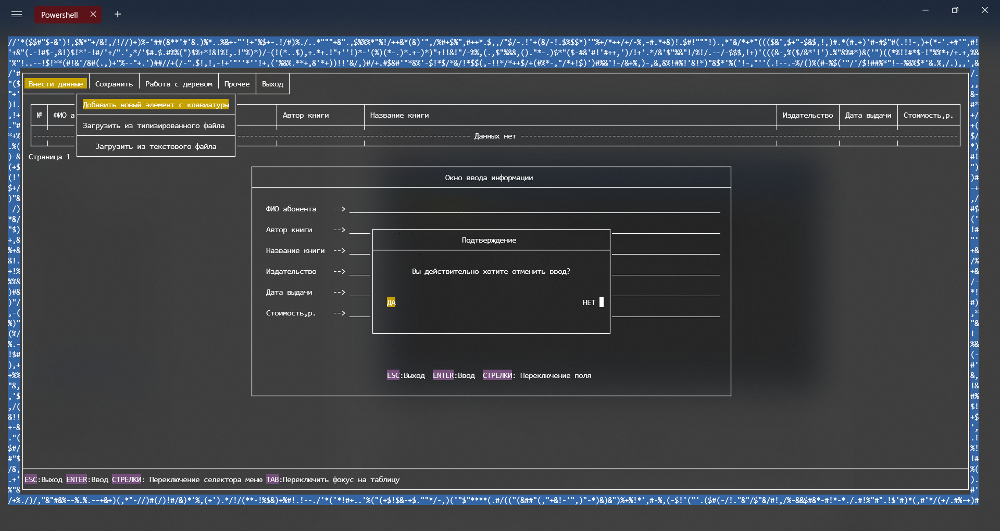 Powershell
Внести данные
Сохранить
Работа с деревом
Прочее
Выход
Добавить новый элемент с клавиатуры
Загрузить из типизированного файла
Загрузить из текстового файла
№
ФИО а
Автор книги
Название книги
Издательство
Дата выдачи
Стоимость,р.
Данных нет
Страница 1
Окно ввода информации
ФИО абонента -->
Автор книги -->
Название книги -->
Издательство -->
Дата выдачи -->
Стоимость,р. -->
Подтверждение
Вы действительно хотите отменить ввод?
ДА НЕТ
ESC:Выход ENTER:Ввод СТРЕЛКИ: Переключение поля
ESC:Выход ENTER:Ввод СТРЕЛКИ: Переключение селектора меню TAB:Переключить фокус на таблицу